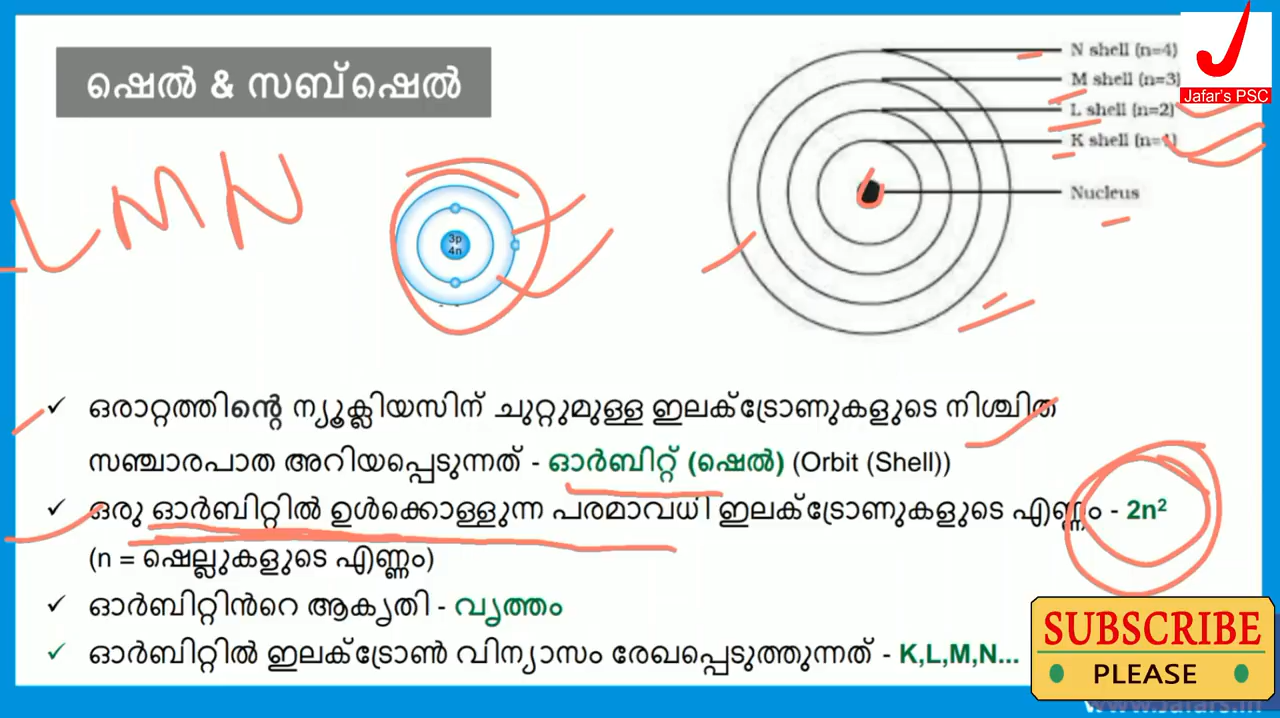 ഷെൽ & സബ്ഷെൽ
N shell (n=4)
M shell (n=3)
L shell (n=2)
K shell (n=1)
Nucleus
Jafar's PSC
L M N
3p
4n
ഒരാറ്റത്തിന്റെ ന്യൂക്ലിയസിന് ചുറ്റുമുള്ള ഇലക്ട്രോണുകളുടെ നിശ്ചിത
സഞ്ചാരപാത അറിയപ്പെടുന്നത് - ഓർബിറ്റ് (ഷെൽ) (Orbit (Shell))
ഒരു ഓർബിറ്റിൽ ഉൾക്കൊള്ളുന്ന പരമാവധി ഇലക്ട്രോണുകളുടെ എണ്ണം - 2n²
(n = ഷെല്ലുകളുടെ എണ്ണം)
ഓർബിറ്റിൻറെ ആകൃതി - വൃത്തം
ഓർബിറ്റിൽ ഇലക്ട്രോൺ വിന്യാസം രേഖപ്പെടുത്തുന്നത് - K,L,M,N...
SUBSCRIBE
PLEASE